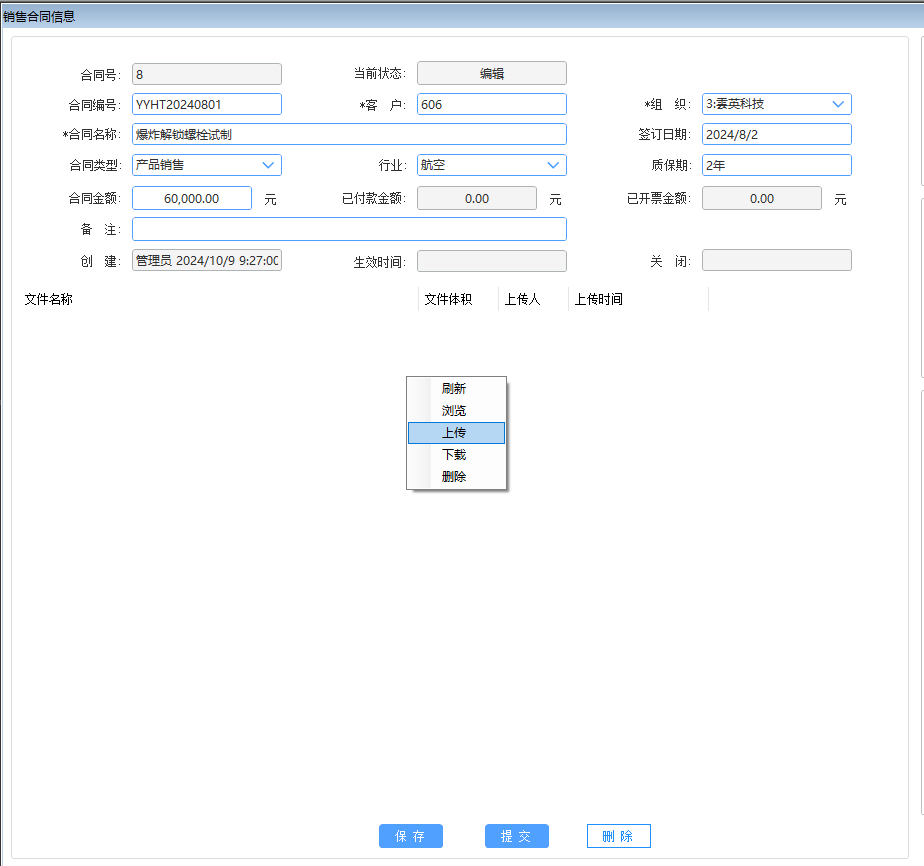 销售合同信息
合同号: 8 当前状态: 编辑
合同编号: YYHT20240801 *客 户: 606 *组 织: 3:霙英科技
*合同名称: 爆炸解锁螺栓试制 签订日期: 2024/8/2
合同类型: 产品销售 行业: 航空 质保期: 2年
合同金额: 60,000.00 元 已付款金额: 0.00 元 已开票金额: 0.00 元
备 注:
创 建: 管理员 2024/10/9 9:27:00 生效时间: 关 闭:
文件名称 文件体积 上传人 上传时间
刷新
浏览
上传
下载
删除
保 存 提 交 删 除